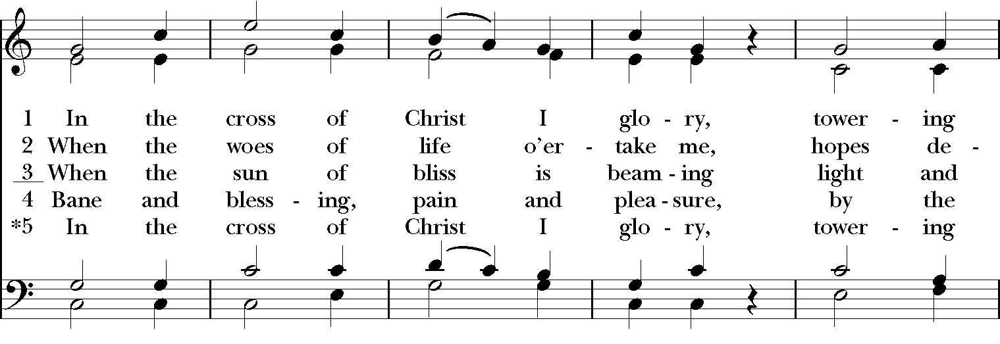 1 In the cross of Christ I glo - ry, tower - ing
2 When the woes of life o’er - take me, hopes de -
3 When the sun of bliss is beam - ing light and
4 Bane and bless - ing, pain and plea - sure, by the
*5 In the cross of Christ I glo - ry, tower - ing